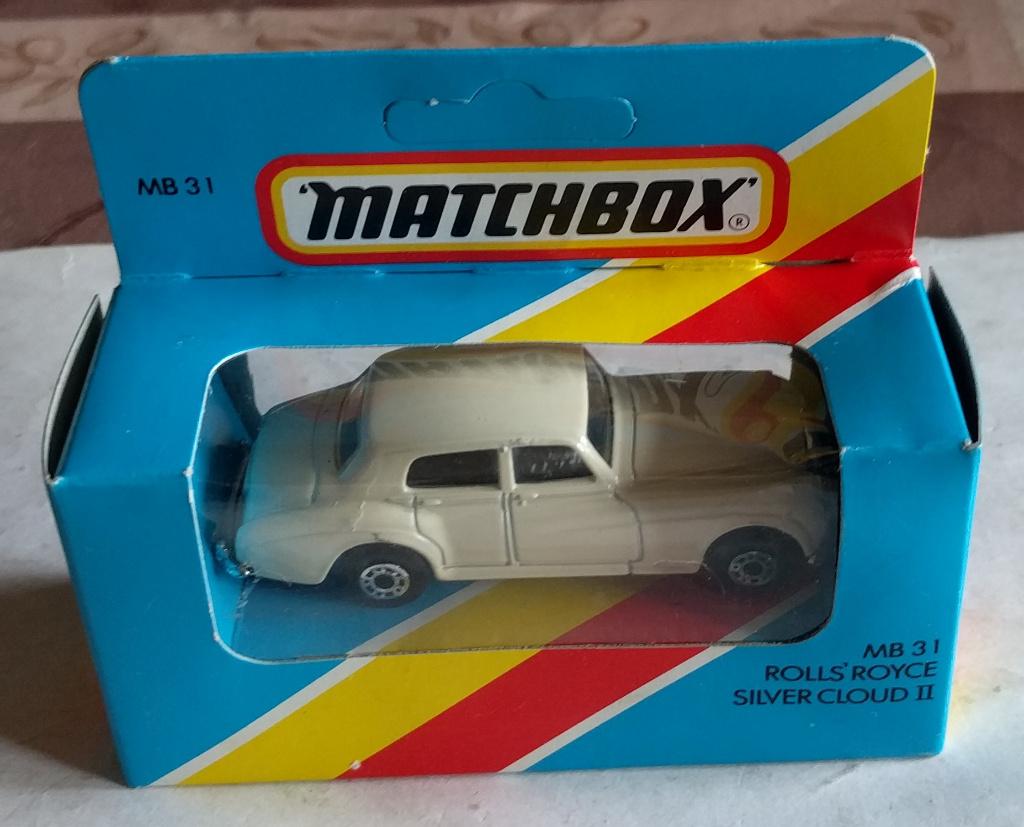 MB 31
'MATCHBOX'
®
MB 31
ROLLS'ROYCE
SILVER CLOUD II